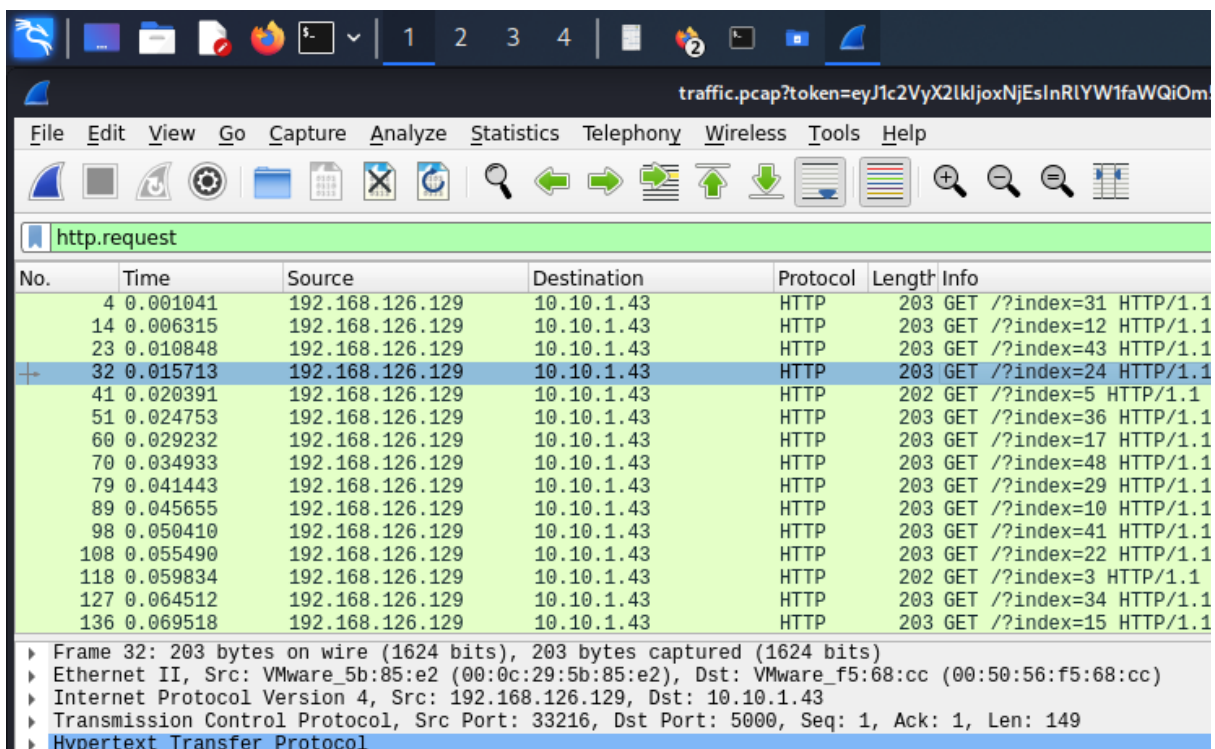 1 2 3 4 2
traffic.pcap?token=eyJ1c2VyX2lkIjoxNjEsInRlYW1faWQiOm5
File Edit View Go Capture Analyze Statistics Telephony Wireless Tools Help
http.request
No. Time Source Destination Protocol Length Info
4 0.001041 192.168.126.129 10.10.1.43 HTTP 203 GET /?index=31 HTTP/1.1
14 0.006315 192.168.126.129 10.10.1.43 HTTP 203 GET /?index=12 HTTP/1.1
23 0.010848 192.168.126.129 10.10.1.43 HTTP 203 GET /?index=43 HTTP/1.1
32 0.015713 192.168.126.129 10.10.1.43 HTTP 203 GET /?index=24 HTTP/1.1
41 0.020391 192.168.126.129 10.10.1.43 HTTP 202 GET /?index=5 HTTP/1.1
51 0.024753 192.168.126.129 10.10.1.43 HTTP 203 GET /?index=36 HTTP/1.1
60 0.029232 192.168.126.129 10.10.1.43 HTTP 203 GET /?index=17 HTTP/1.1
70 0.034933 192.168.126.129 10.10.1.43 HTTP 203 GET /?index=48 HTTP/1.1
79 0.041443 192.168.126.129 10.10.1.43 HTTP 203 GET /?index=29 HTTP/1.1
89 0.045655 192.168.126.129 10.10.1.43 HTTP 203 GET /?index=10 HTTP/1.1
98 0.050410 192.168.126.129 10.10.1.43 HTTP 203 GET /?index=41 HTTP/1.1
108 0.055490 192.168.126.129 10.10.1.43 HTTP 203 GET /?index=22 HTTP/1.1
118 0.059834 192.168.126.129 10.10.1.43 HTTP 202 GET /?index=3 HTTP/1.1
127 0.064512 192.168.126.129 10.10.1.43 HTTP 203 GET /?index=34 HTTP/1.1
136 0.069518 192.168.126.129 10.10.1.43 HTTP 203 GET /?index=15 HTTP/1.1
Frame 32: 203 bytes on wire (1624 bits), 203 bytes captured (1624 bits)
Ethernet II, Src: VMware_5b:85:e2 (00:0c:29:5b:85:e2), Dst: VMware_f5:68:cc (00:50:56:f5:68:cc)
Internet Protocol Version 4, Src: 192.168.126.129, Dst: 10.10.1.43
Transmission Control Protocol, Src Port: 33216, Dst Port: 5000, Seq: 1, Ack: 1, Len: 149
Hypertext Transfer Protocol